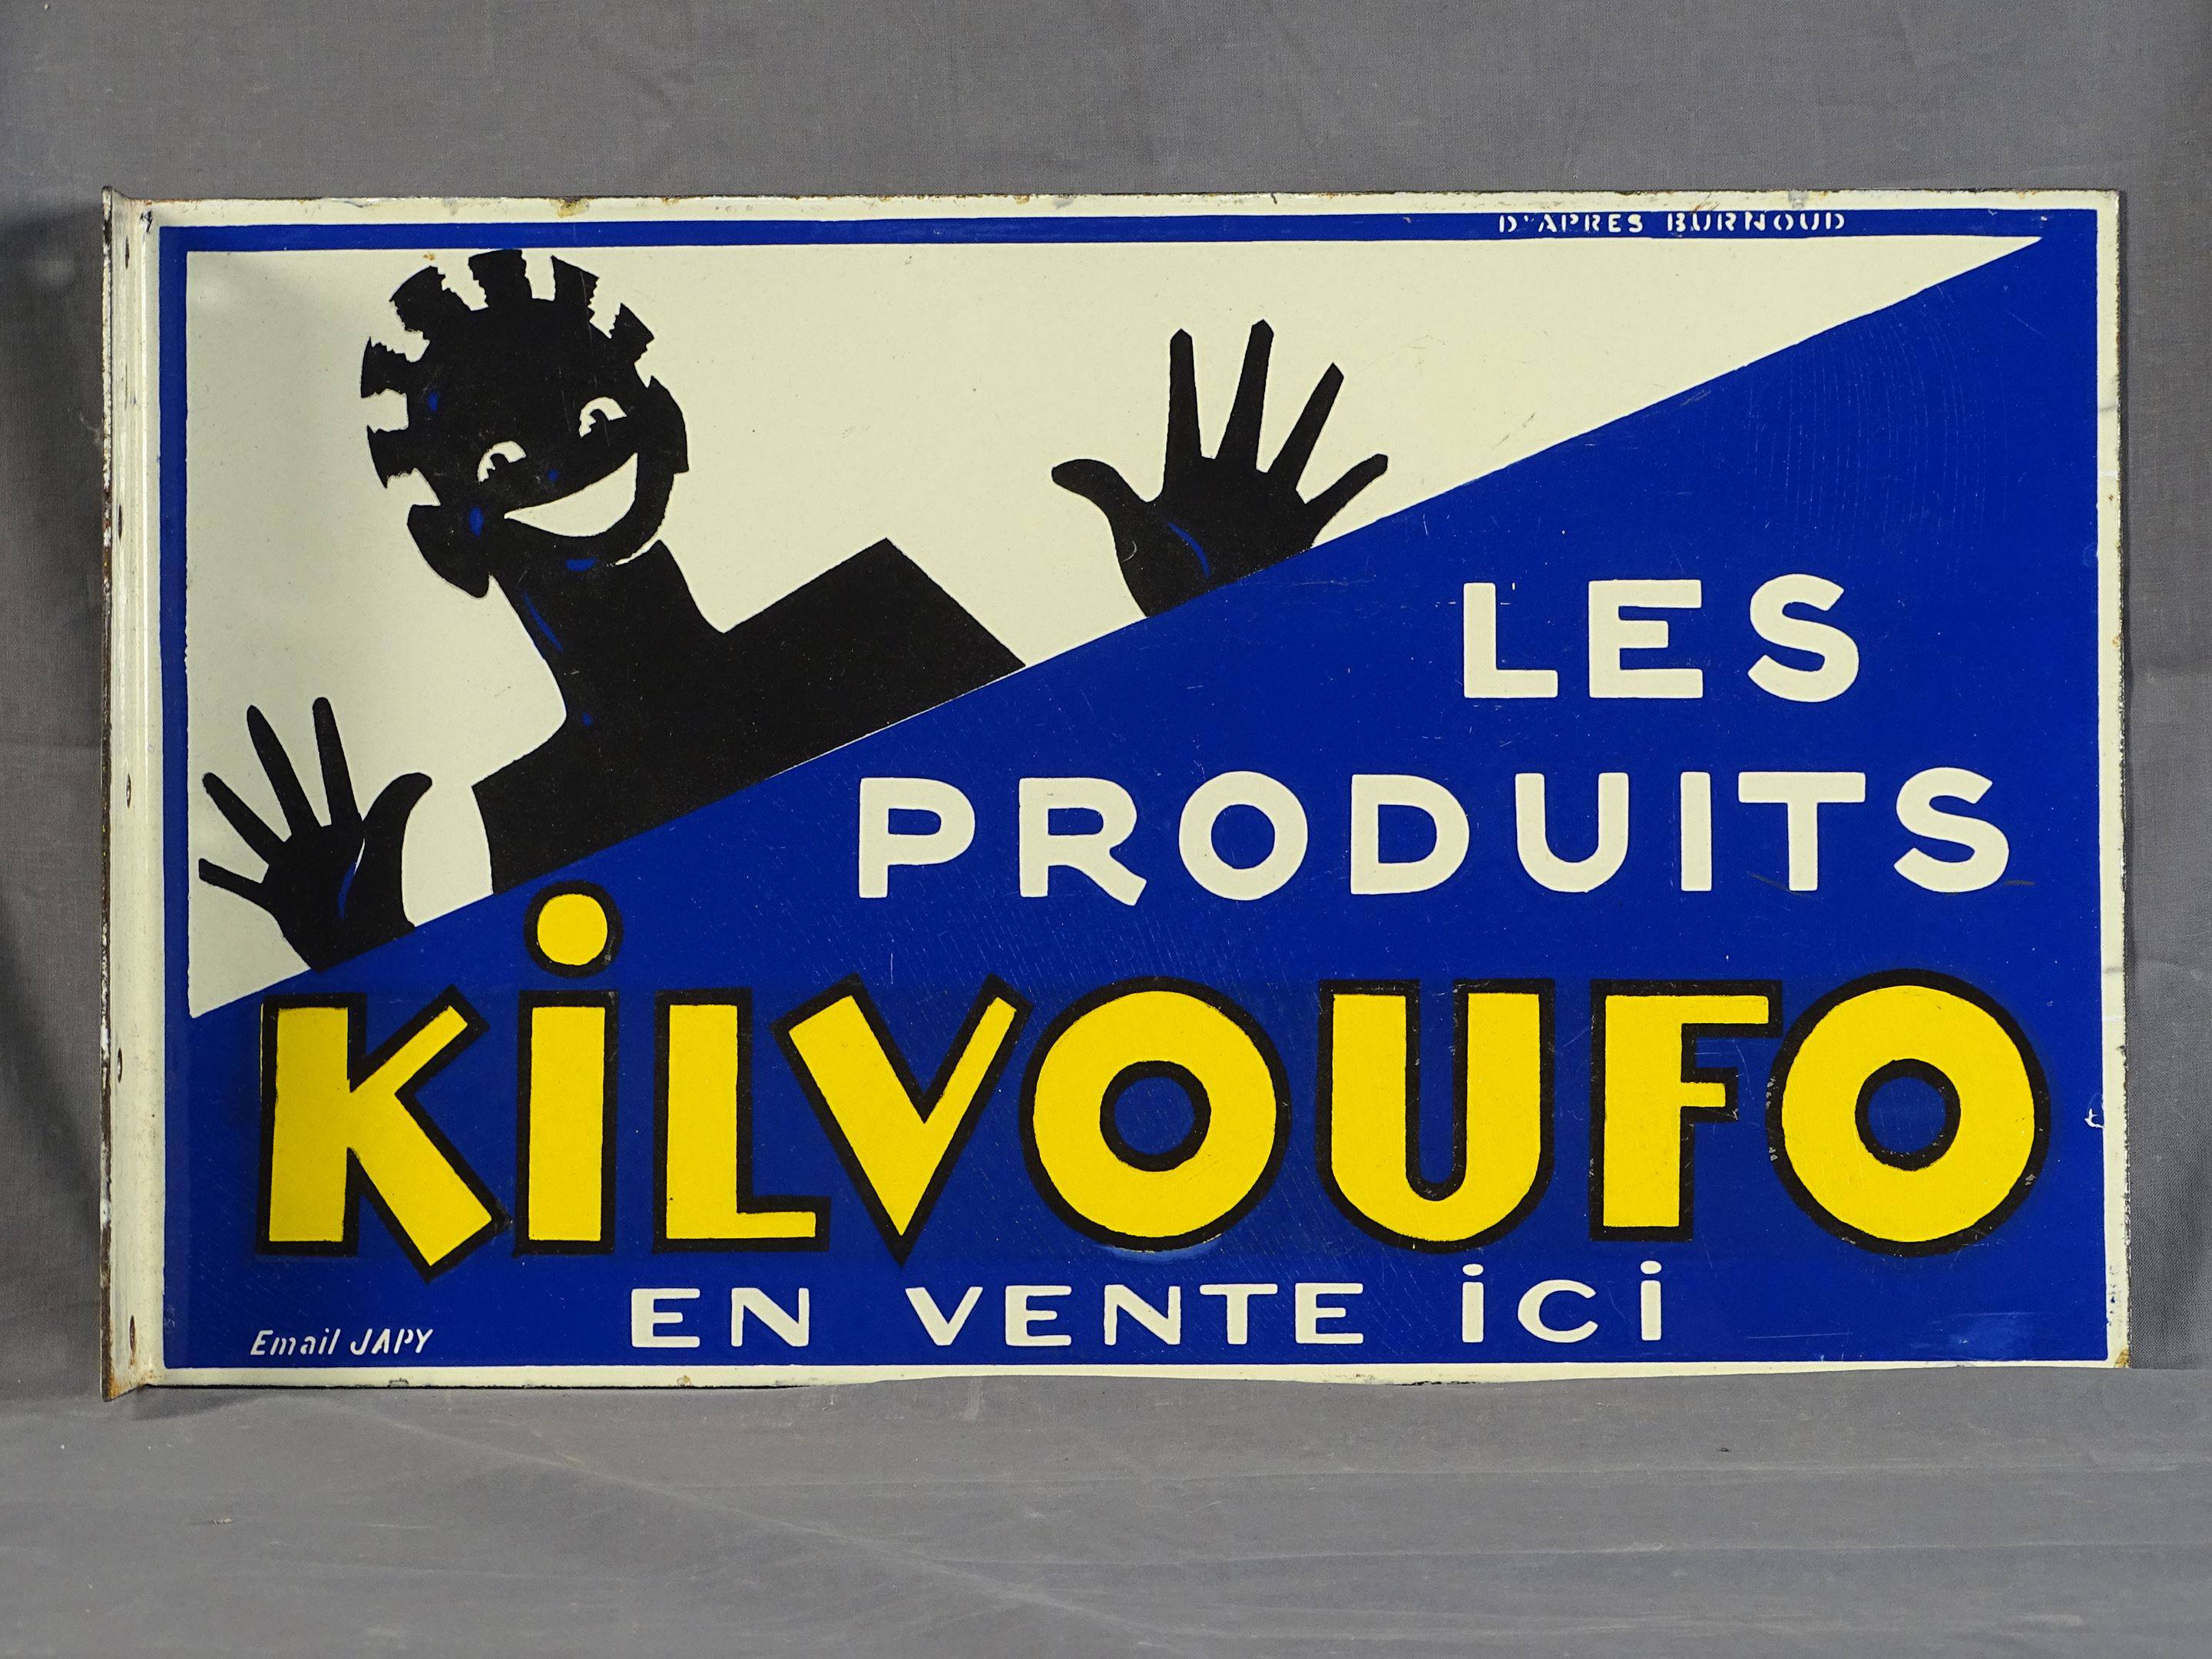 D'APRES BURNOUD
LES
PRODUITS
KiLVOUFO
EN VENTE iCi
Email JAPY